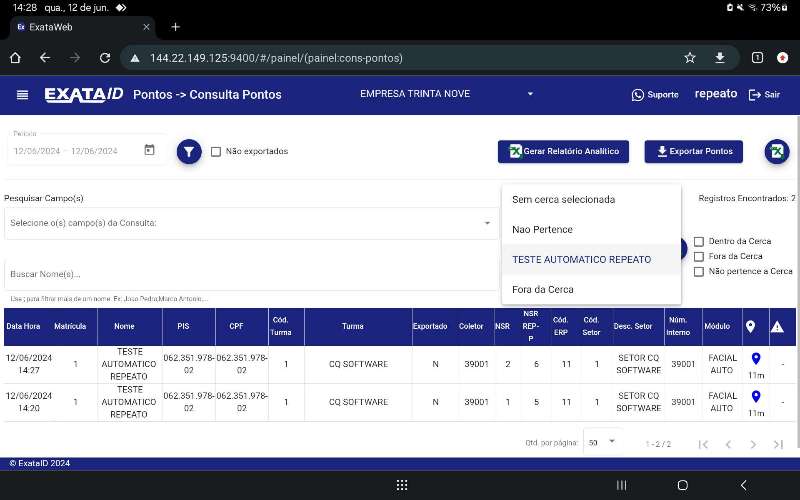 14:28 qua., 12 de jun. 73%
ExataWeb
144.22.149.125:9400/#/painel/(painel:cons-pontos)
1
EXATAID Pontos -> Consulta Pontos EMPRESA TRINTA NOVE Suporte repeato Sair
Período
12/06/2024 – 12/06/2024 Não exportados Gerar Relatório Analítico Exportar Pontos
Pesquisar Campo(s) Sem cerca selecionada Registros Encontrados: 2
Selecione o(s) campo(s) da Consulta: Nao Pertence
Dentro da Cerca
TESTE AUTOMATICO REPEATO Fora da Cerca
Buscar Nome(s)... Não pertence a Cerca
Fora da Cerca
Use ; para filtrar mais de um nome. Ex: Joao Pedro;Marco Antonio;...
Data Hora Matrícula Nome PIS CPF Cód. Turma Turma Exportado Coletor NSR NSR REP-P Cód. ERP Cód. Setor Desc. Setor Núm. Interno Módulo
12/06/2024 14:27 1 TESTE AUTOMATICO REPEATO 062.351.978-02 062.351.978-02 1 CQ SOFTWARE N 39001 2 6 11 1 SETOR CQ SOFTWARE 39001 FACIAL AUTO 11m -
12/06/2024 14:20 1 TESTE AUTOMATICO REPEATO 062.351.978-02 062.351.978-02 1 CQ SOFTWARE N 39001 1 5 11 1 SETOR CQ SOFTWARE 39001 FACIAL AUTO 11m -
Qtd. por página: 50 1 - 2 / 2
© ExataID 2024